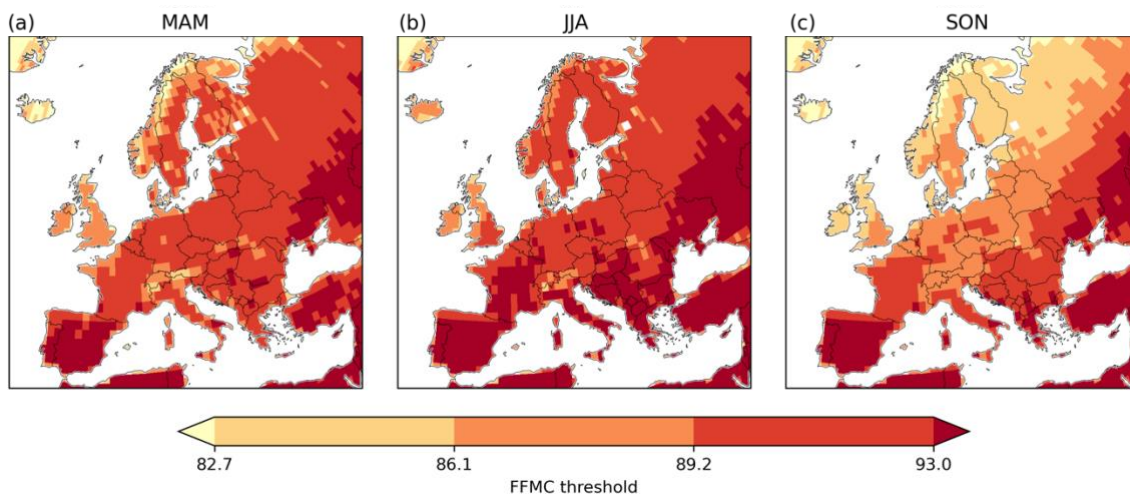 (a) MAM
(b) JJA
(c) SON
82.7 86.1 89.2 93.0
FFMC threshold